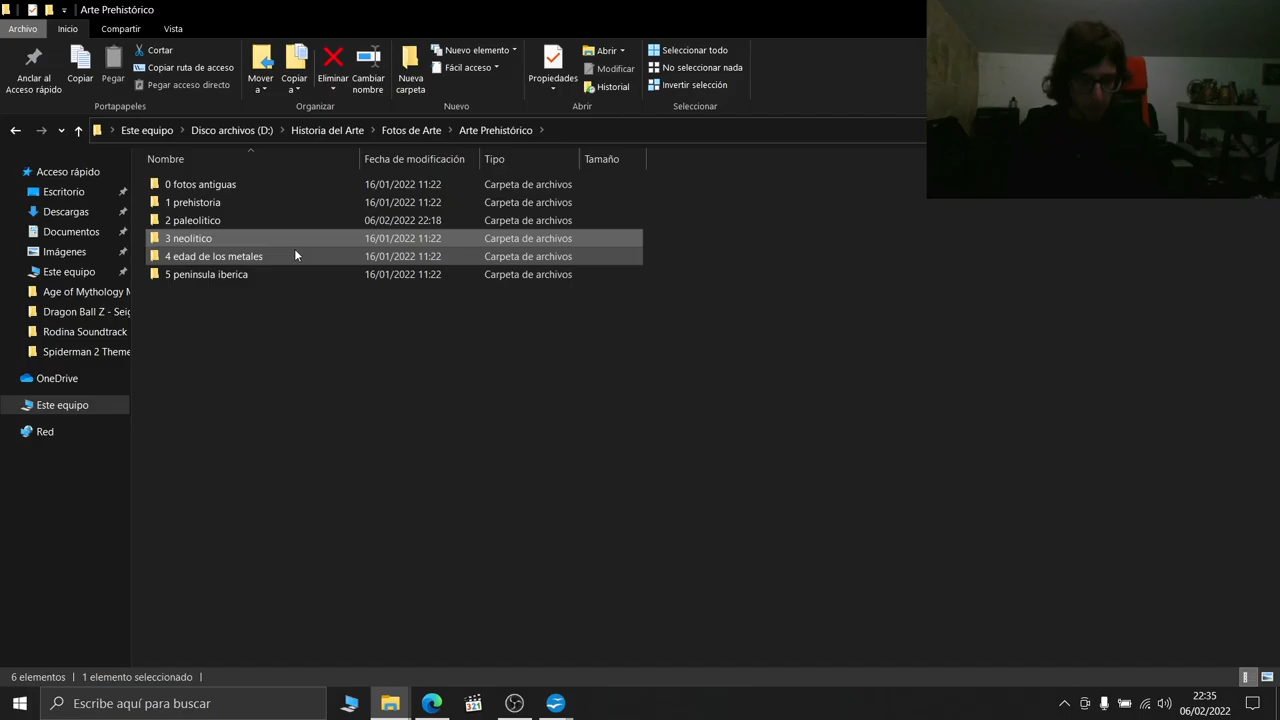 Arte Prehistórico
Archivo Inicio Compartir Vista
Anclar al Acceso rápido
Copiar
Pegar
Cortar
Copiar ruta de acceso
Pegar acceso directo
Portapapeles
Mover a
Copiar a
Eliminar
Cambiar nombre
Organizar
Nueva carpeta
Nuevo elemento
Fácil acceso
Nuevo
Propiedades
Abrir
Modificar
Historial
Abrir
Seleccionar todo
No seleccionar nada
Invertir selección
Seleccionar
Este equipo > Disco archivos (D:) > Historia del Arte > Fotos de Arte > Arte Prehistórico >
Nombre Fecha de modificación Tipo Tamaño
0 fotos antiguas 16/01/2022 11:22 Carpeta de archivos
1 prehistoria 16/01/2022 11:22 Carpeta de archivos
2 paleolitico 06/02/2022 22:18 Carpeta de archivos
3 neolitico 16/01/2022 11:22 Carpeta de archivos
4 edad de los metales 16/01/2022 11:22 Carpeta de archivos
5 peninsula iberica 16/01/2022 11:22 Carpeta de archivos
Acceso rápido
Escritorio
Descargas
Documentos
Imágenes
Este equipo
Age of Mythology M
Dragon Ball Z - Seig
Rodina Soundtrack
Spiderman 2 Theme
OneDrive
Este equipo
Red
6 elementos 1 elemento seleccionado
Escribe aquí para buscar
321
22:35
06/02/2022